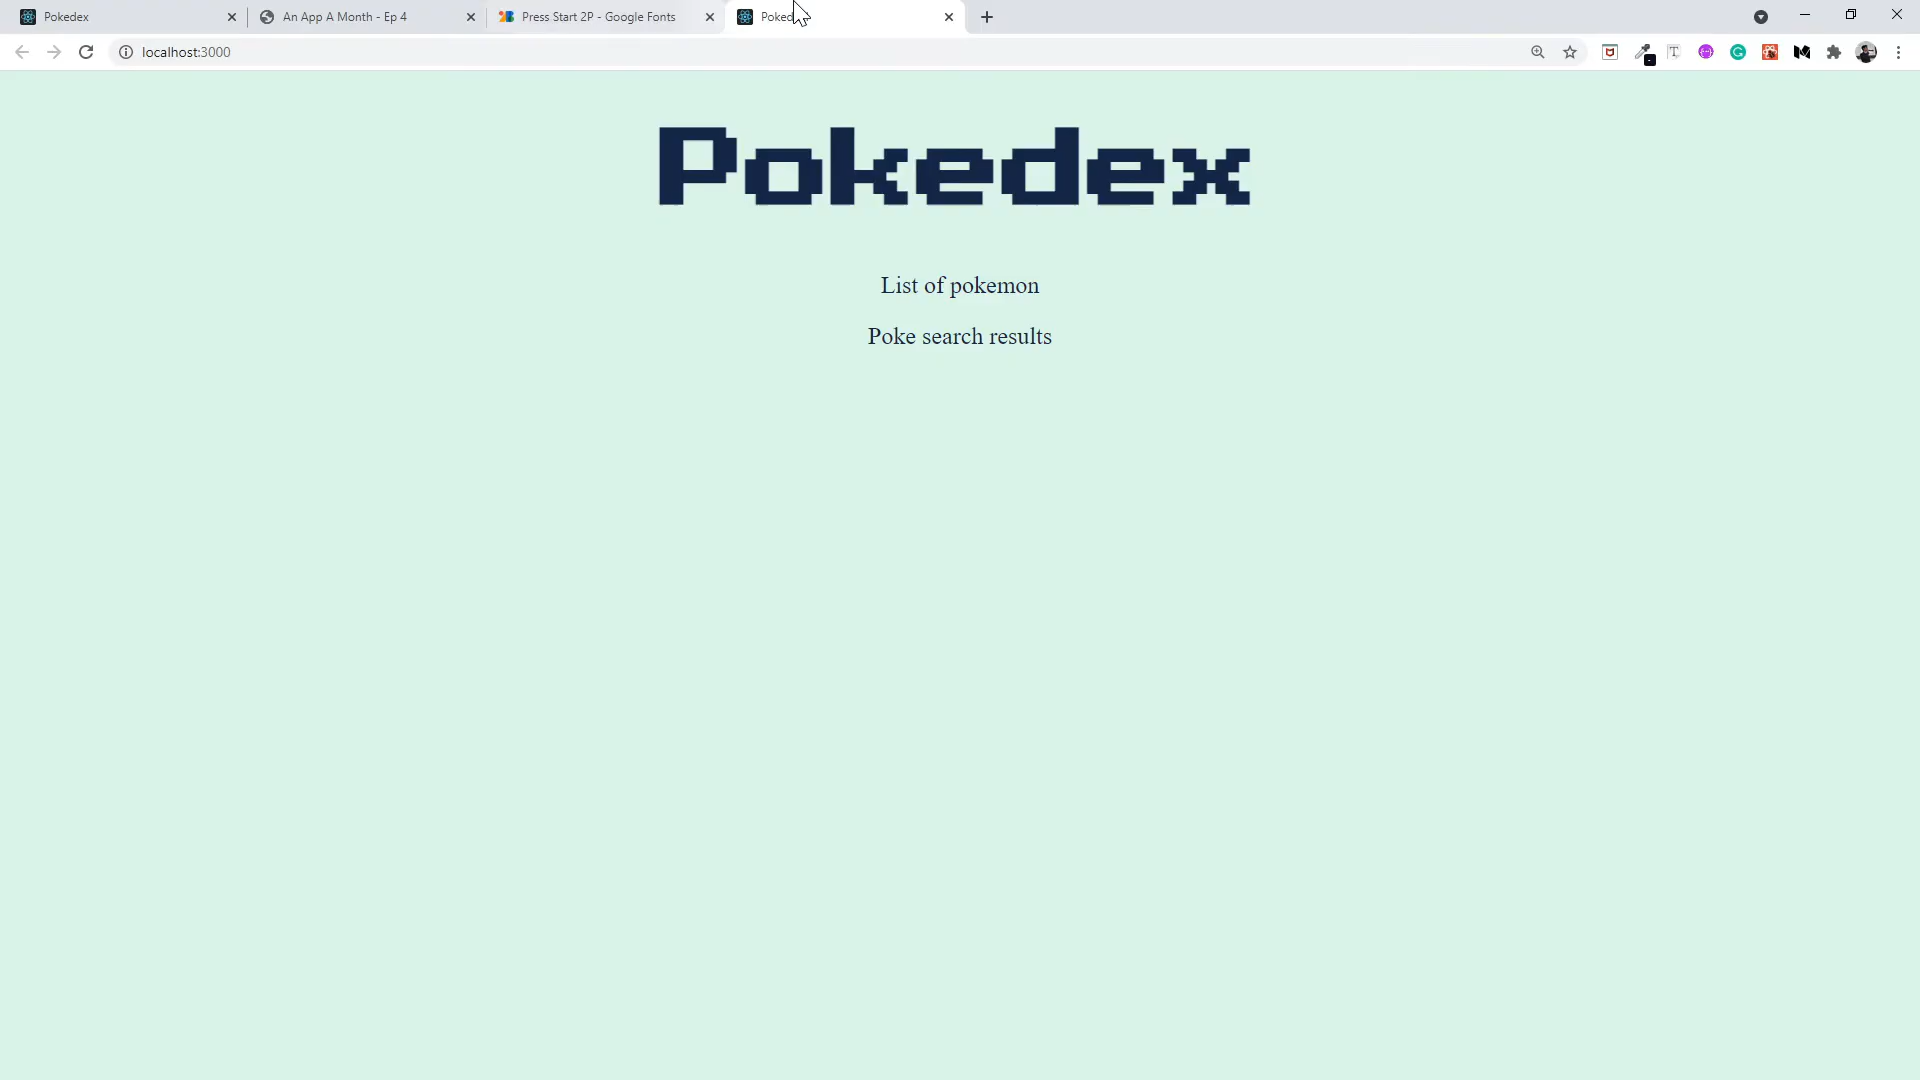 Pokedex
An App A Month - Ep 4
Press Start 2P - Google Fonts
localhost:3000
Pokedex
List of pokemon
Poke search results